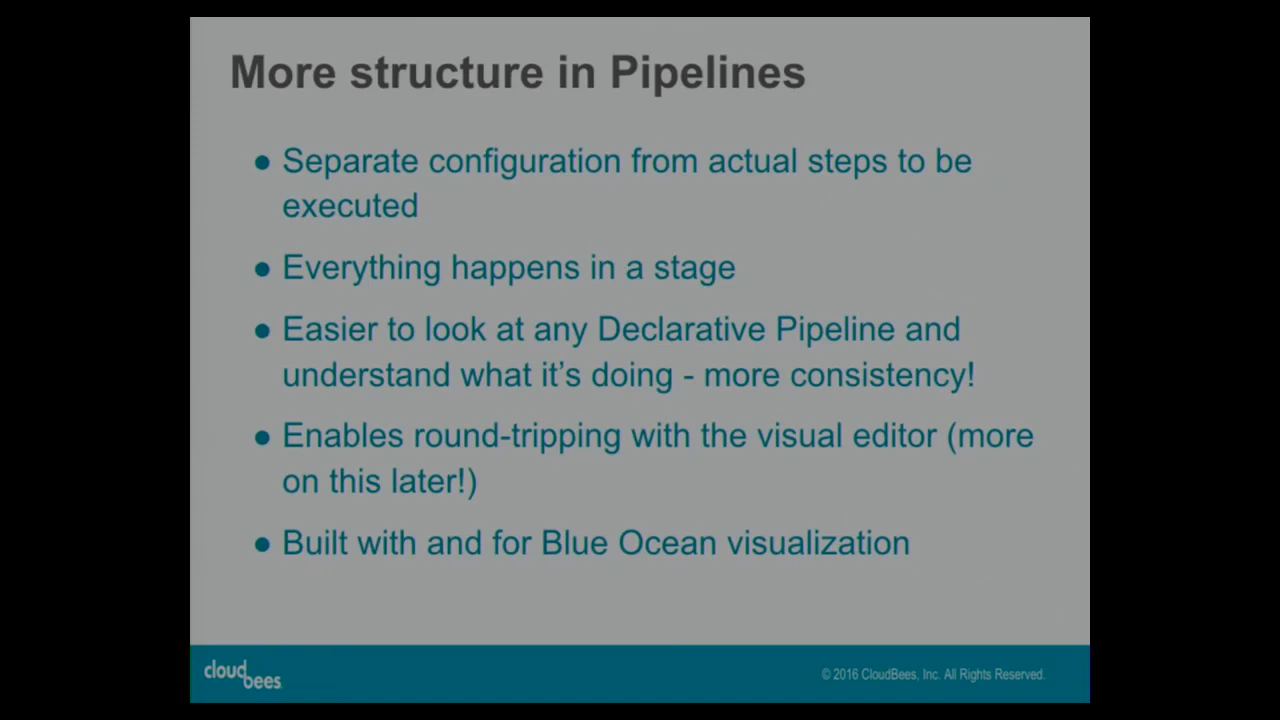 More structure in Pipelines
● Separate configuration from actual steps to be
executed
● Everything happens in a stage
● Easier to look at any Declarative Pipeline and
understand what it's doing - more consistency!
● Enables round-tripping with the visual editor (more
on this later!)
● Built with and for Blue Ocean visualization
cloudbees
© 2016 CloudBees, Inc. All Rights Reserved.